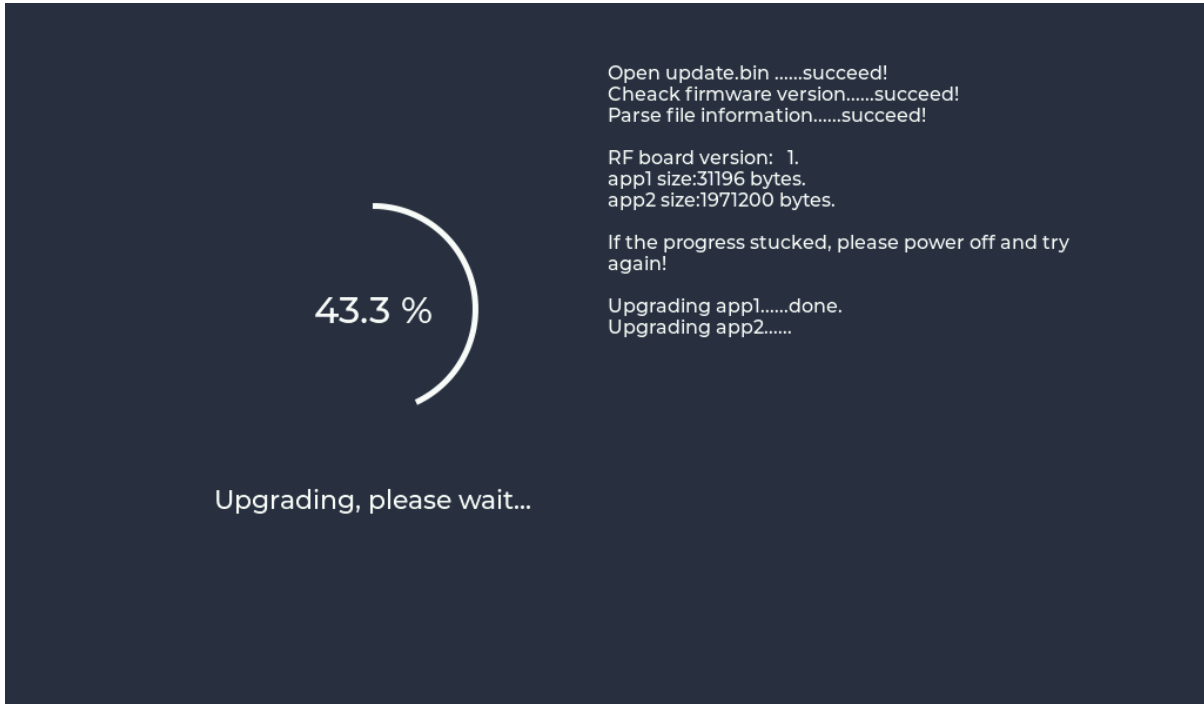 Open update.bin ......succeed!
Cheack firmware version......succeed!
Parse file information......succeed!
RF board version:   1.
app1 size:31196 bytes.
app2 size:1971200 bytes.
If the progress stucked, please power off and try
again!
Upgrading app1......done.
Upgrading app2......
43.3 %
Upgrading, please wait...